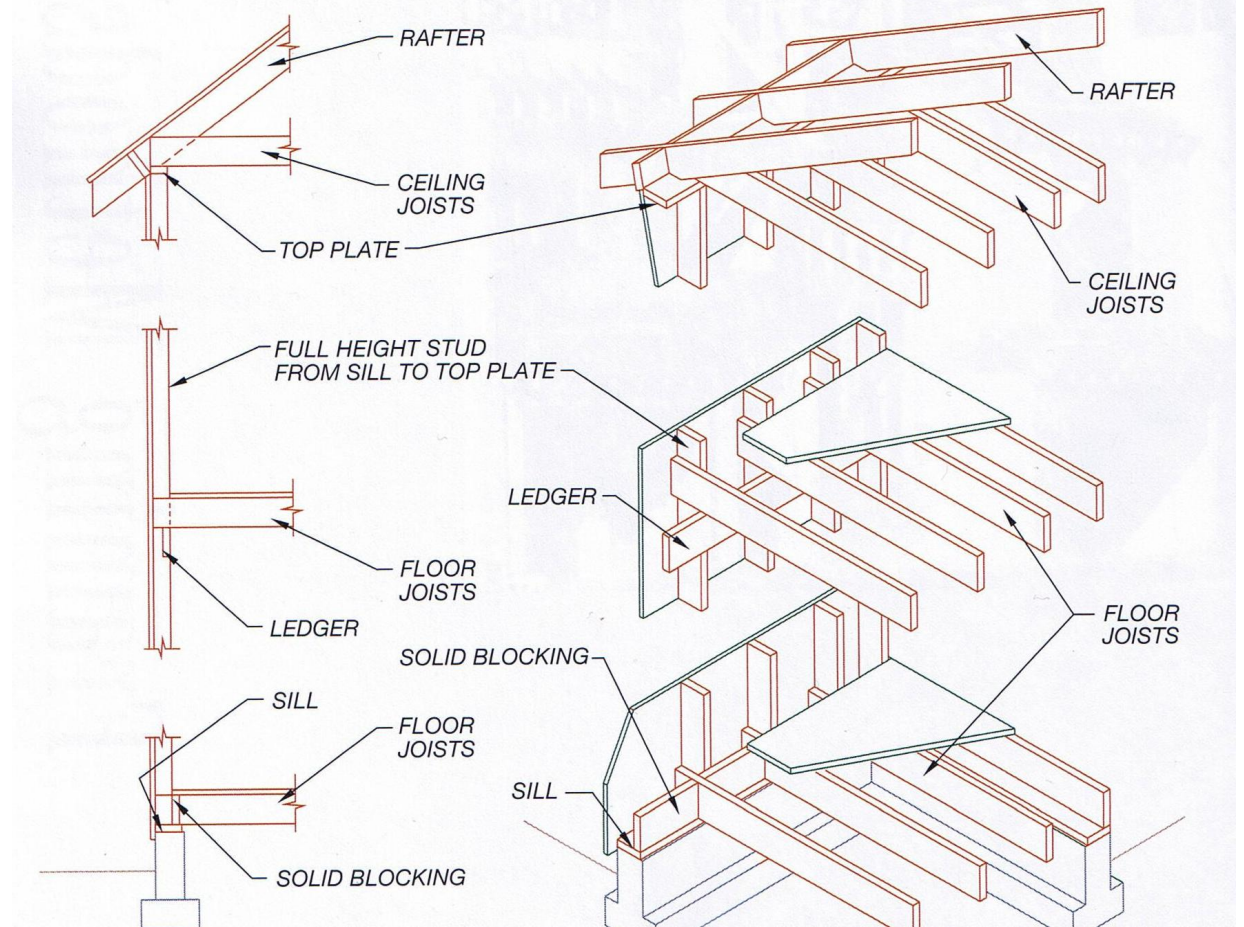 RAFTER
RAFTER
CEILING
JOISTS
TOP PLATE
CEILING
JOISTS
FULL HEIGHT STUD
FROM SILL TO TOP PLATE
LEDGER
FLOOR
JOISTS
LEDGER
FLOOR
JOISTS
SOLID BLOCKING
SILL
FLOOR
JOISTS
SILL
SOLID BLOCKING